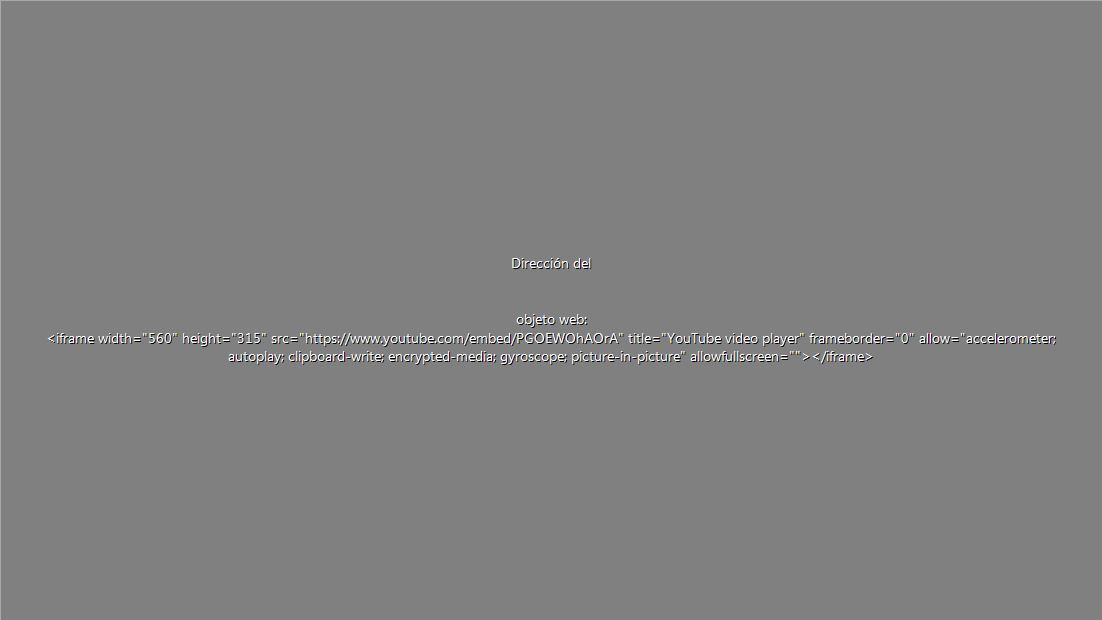 Dirección del
objeto web:
<iframe width="560" height="315" src="https://www.youtube.com/embed/PGOEWOhAOrA" title="YouTube video player" frameborder="0" allow="accelerometer;
autoplay; clipboard-write; encrypted-media; gyroscope; picture-in-picture" allowfullscreen=""></iframe>